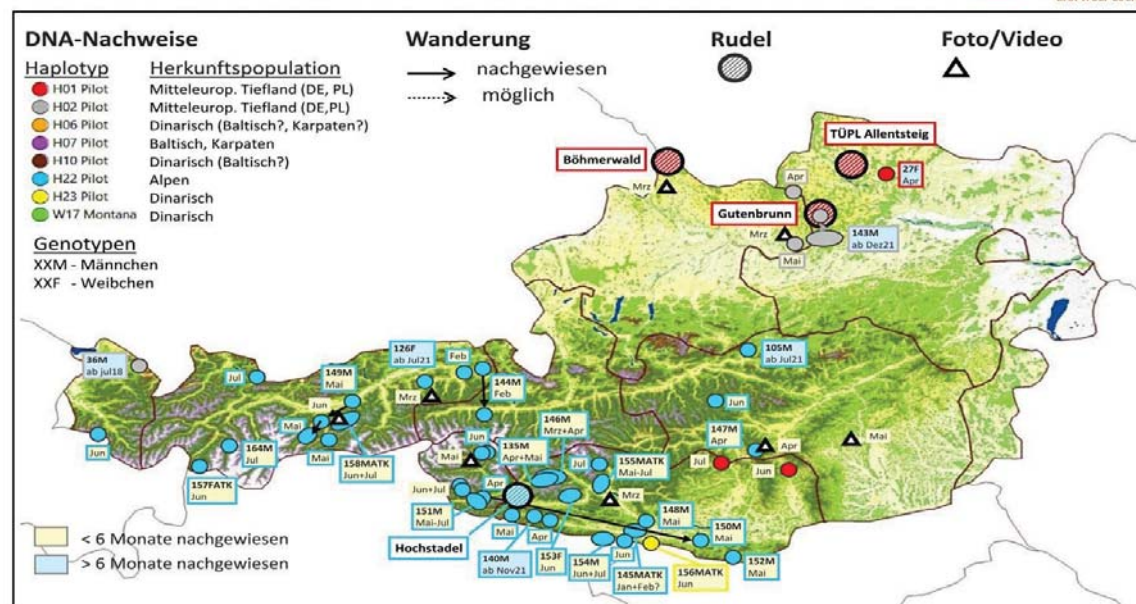 DNA-Nachweise
Haplotyp Herkunftspopulation
H01 Pilot Mitteleurop. Tiefland (DE, PL)
H02 Pilot Mitteleurop. Tiefland (DE,PL)
H06 Pilot Dinarisch (Baltisch?, Karpaten?)
H07 Pilot Baltisch, Karpaten
H10 Pilot Dinarisch (Baltisch?)
H22 Pilot Alpen
H23 Pilot Dinarisch
W17 Montana Dinarisch
Genotypen
XXM - Männchen
XXF - Weibchen
Wanderung
nachgewiesen
möglich
Rudel
Foto/Video
TÜPL Allentsteig
Böhmerwald
27F
Apr
Mrz
Apr
Gutenbrunn
Mrz
143M
ab Dez21
Mai
36M
ab jul18
126F
ab Jul21
Feb
105M
ab Jul21
Jul
149M
Mai
144M
Feb
Jun
Mrz
Jun
Mai
146M
Mrz+Apr
147M
Apr
Apr
Mai
Jun
164M
Jul
Mai
Jun
135M
Apr+Mai
Mai
158MATK
Jun+Jul
Jul
155MATK
Mai-Jul
Jul
Jun
157FATK
Jun
Jun+Jul
Apr
Mrz
151M
Mai-Jul
148M
Mai
150M
Mai
Hochstadel
Mai
Apr
140M
ab Nov21
153F
Jun
154M
Jun+Jul
Jun
145MATK
Jan+Feb?
156MATK
Jun
152M
Mai
< 6 Monate nachgewiesen
> 6 Monate nachgewiesen